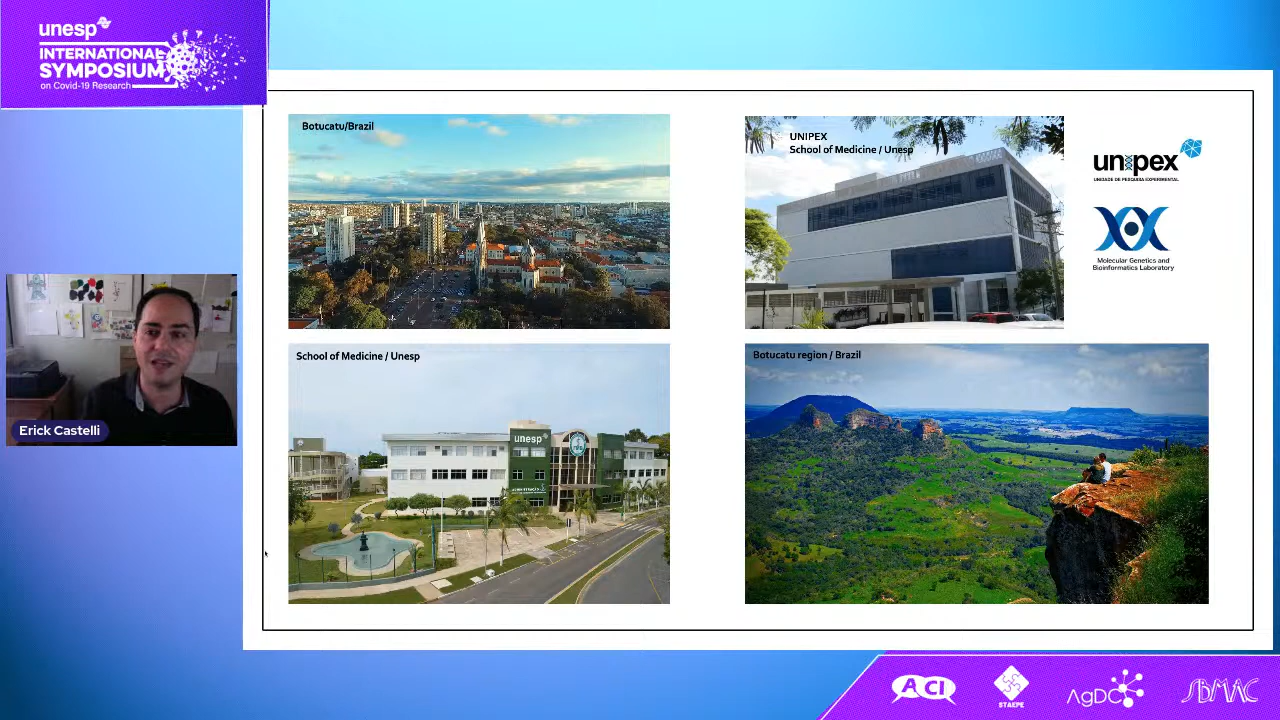 unesp
INTERNATIONAL
SYMPOSIUM
on Covid-19 Research
Botucatu/Brazil
UNIPEX
School of Medicine / Unesp
unipex
UNIDADE DE PESQUISA EXPERIMENTAL
Molecular Genetics and
Bioinformatics Laboratory
Erick Castelli
School of Medicine / Unesp
unesp
Botucatu region / Brazil
ACI
STAEPE
AgDC
SBMAC